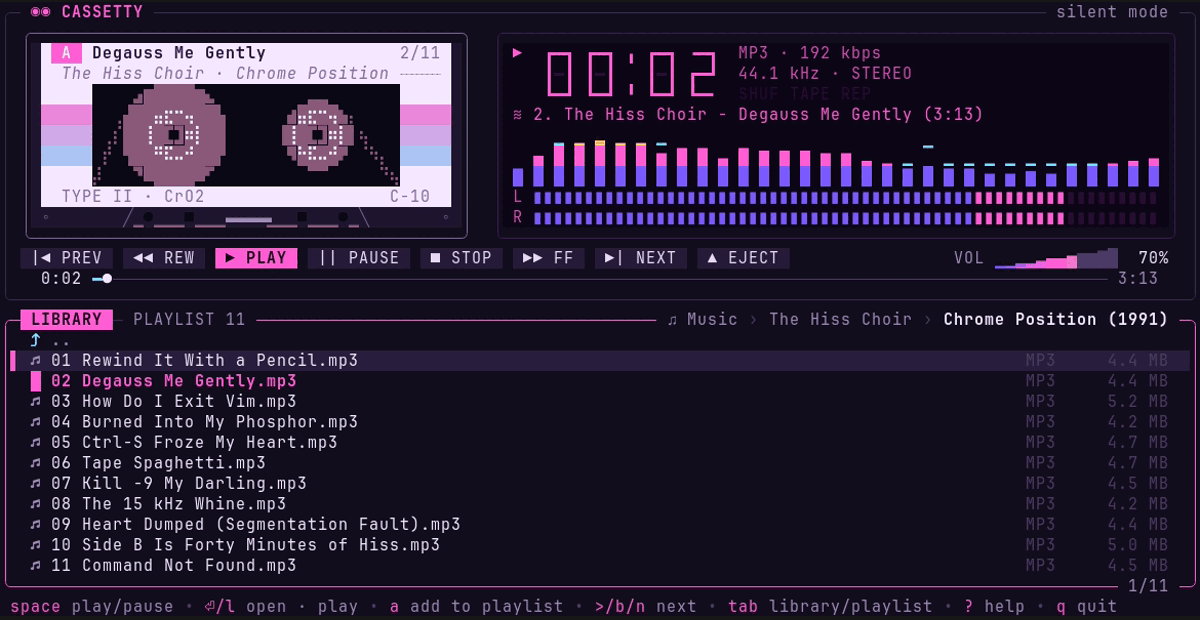 CASSETTY
silent mode
A Degauss Me Gently 2/11
The Hiss Choir · Chrome Position
TYPE II · CrO2 C-10
▶ 00:02
MP3 · 192 kbps
44.1 kHz · STEREO
SHUF TAPE REP
≋ 2. The Hiss Choir - Degauss Me Gently (3:13)
L
R
|◀ PREV ◀◀ REW ▶ PLAY || PAUSE ■ STOP ▶▶ FF ▶| NEXT ▲ EJECT VOL 70%
0:02 3:13
LIBRARY PLAYLIST 11 ♫ Music › The Hiss Choir › Chrome Position (1991)
⤴ ..
♫ 01 Rewind It With a Pencil.mp3 MP3 4.4 MB
02 Degauss Me Gently.mp3 MP3 4.4 MB
♫ 03 How Do I Exit Vim.mp3 MP3 5.2 MB
♫ 04 Burned Into My Phosphor.mp3 MP3 4.2 MB
♫ 05 Ctrl-S Froze My Heart.mp3 MP3 4.7 MB
♫ 06 Tape Spaghetti.mp3 MP3 4.7 MB
♫ 07 Kill -9 My Darling.mp3 MP3 4.5 MB
♫ 08 The 15 kHz Whine.mp3 MP3 4.2 MB
♫ 09 Heart Dumped (Segmentation Fault).mp3 MP3 4.4 MB
♫ 10 Side B Is Forty Minutes of Hiss.mp3 MP3 5.0 MB
♫ 11 Command Not Found.mp3 MP3 4.5 MB
1/11
space play/pause · ⏎/l open · play · a add to playlist · >/b/n next · tab library/playlist · ? help · q quit